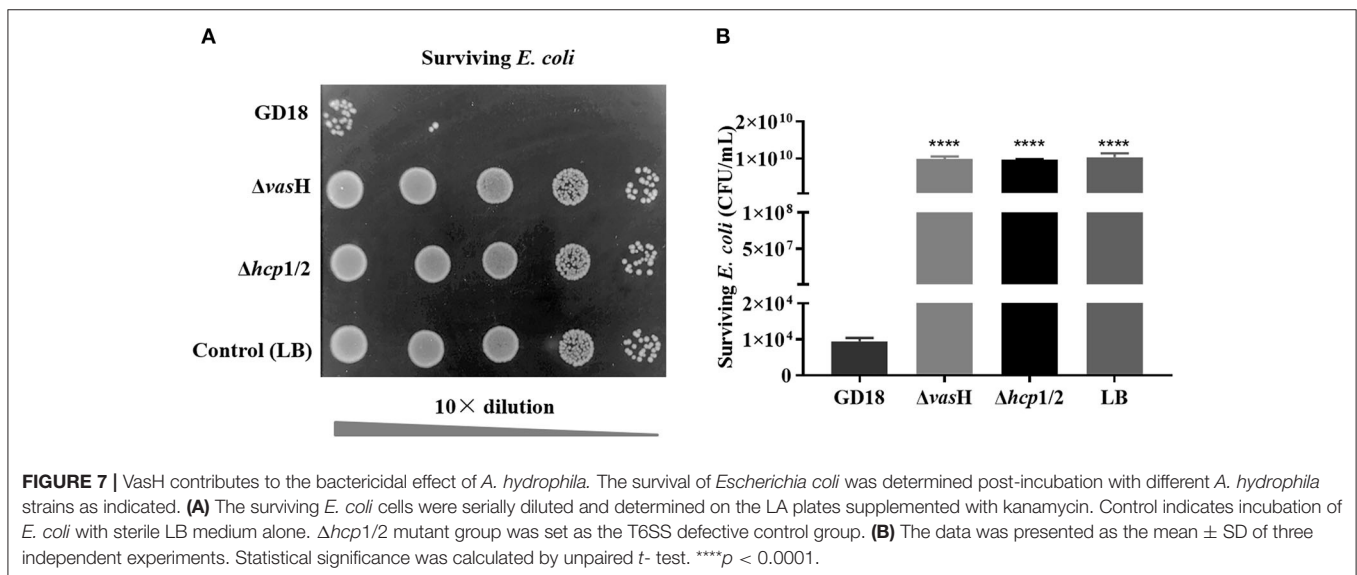 A
Surviving E. coli
GD18
ΔvasH
Δhcp1/2
Control (LB)
10× dilution
B
Surviving E. coli (CFU/mL)
2×10¹⁰
1×10¹⁰
1×10⁸
5×10⁷
2×10⁴
1×10⁴
0
**** **** ****
GD18 ΔvasH Δhcp1/2 LB
FIGURE 7 | VasH contributes to the bactericidal effect of A. hydrophila. The survival of Escherichia coli was determined post-incubation with different A. hydrophila
strains as indicated. (A) The surviving E. coli cells were serially diluted and determined on the LA plates supplemented with kanamycin. Control indicates incubation of
E. coli with sterile LB medium alone. Δhcp1/2 mutant group was set as the T6SS defective control group. (B) The data was presented as the mean ± SD of three
independent experiments. Statistical significance was calculated by unpaired t- test. ****p < 0.0001.